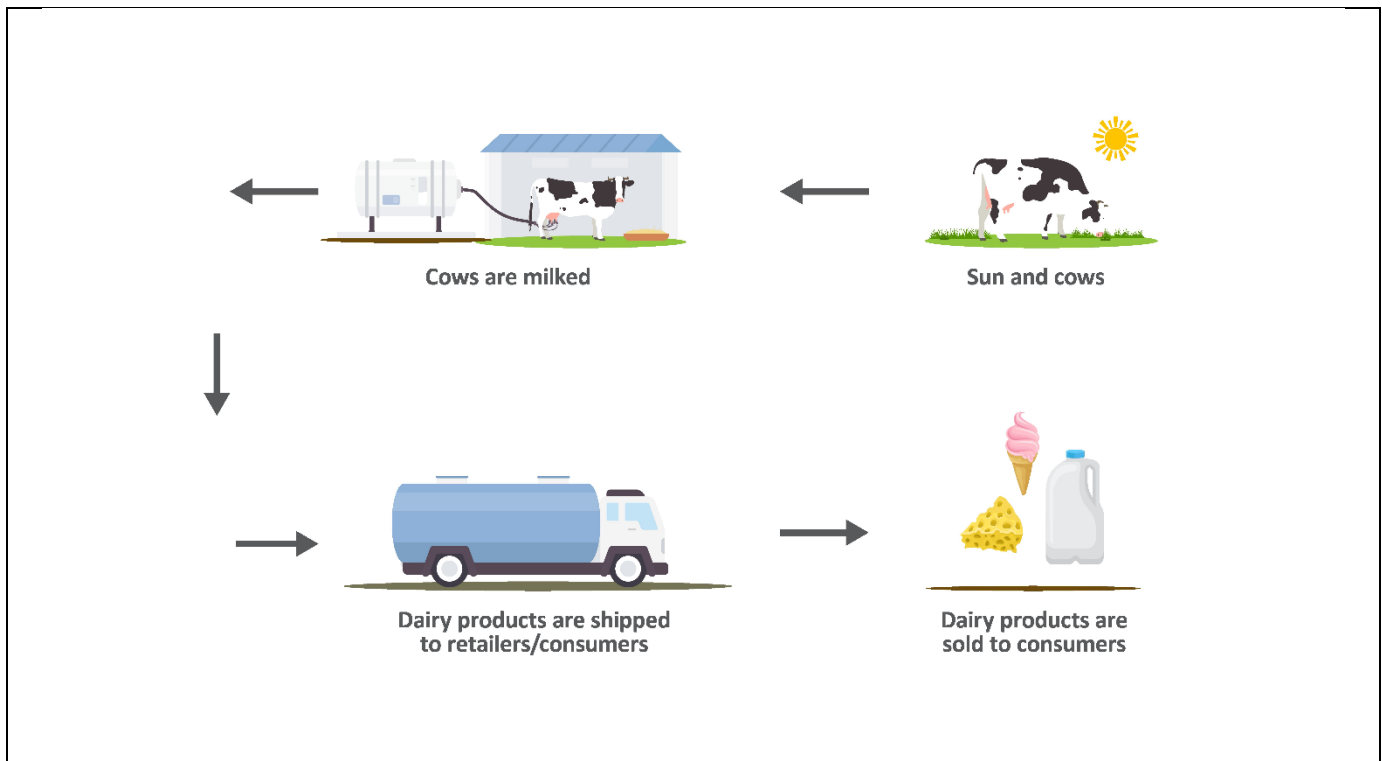 Cows are milked
Sun and cows
Dairy products are shipped
to retailers/consumers
Dairy products are
sold to consumers